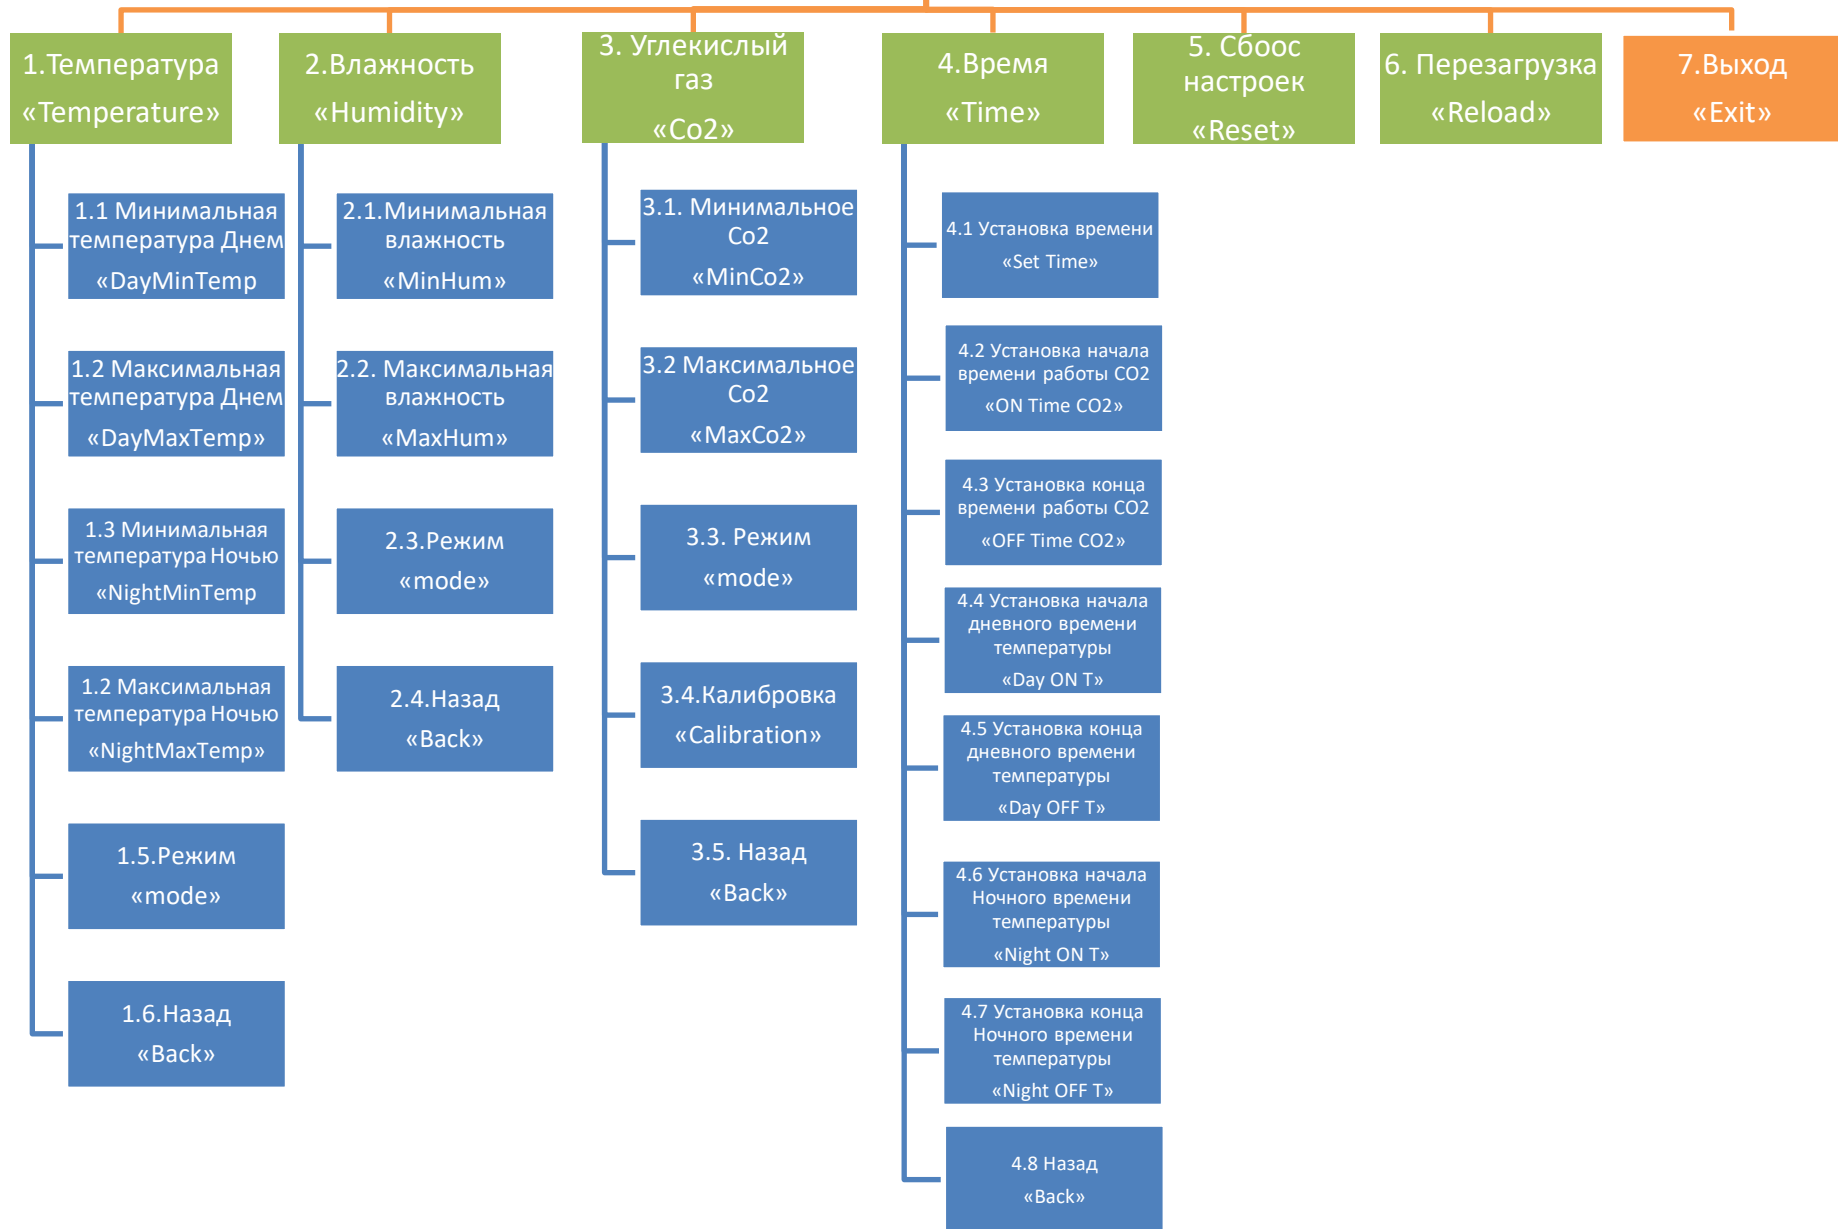 1.Температура
«Temperature»
1.1 Минимальная
температура Днем
«DayMinTemp
1.2 Максимальная
температура Днем
«DayMaxTemp»
1.3 Минимальная
температура Ночью
«NightMinTemp
1.2 Максимальная
температура Ночью
«NightMaxTemp»
1.5.Режим
«mode»
1.6.Назад
«Back»
2.Влажность
«Humidity»
2.1.Минимальная
влажность
«MinHum»
2.2. Максимальная
влажность
«MaxHum»
2.3.Режим
«mode»
2.4.Назад
«Back»
3. Углекислый
газ
«Co2»
3.1. Минимальное
Co2
«MinCo2»
3.2 Максимальное
Co2
«MaxCo2»
3.3. Режим
«mode»
3.4.Калибровка
«Calibration»
3.5. Назад
«Back»
4.Время
«Time»
4.1 Установка времени
«Set Time»
4.2 Установка начала
времени работы СО2
«ON Time CO2»
4.3 Установка конца
времени работы СО2
«OFF Time CO2»
4.4 Установка начала
дневного времени
температуры
«Day ON T»
4.5 Установка конца
дневного времени
температуры
«Day OFF T»
4.6 Установка начала
Ночного времени
температуры
«Night ON T»
4.7 Установка конца
Ночного времени
температуры
«Night OFF T»
4.8 Назад
«Back»
5. Сбоос
настроек
«Reset»
6. Перезагрузка
«Reload»
7.Выход
«Exit»